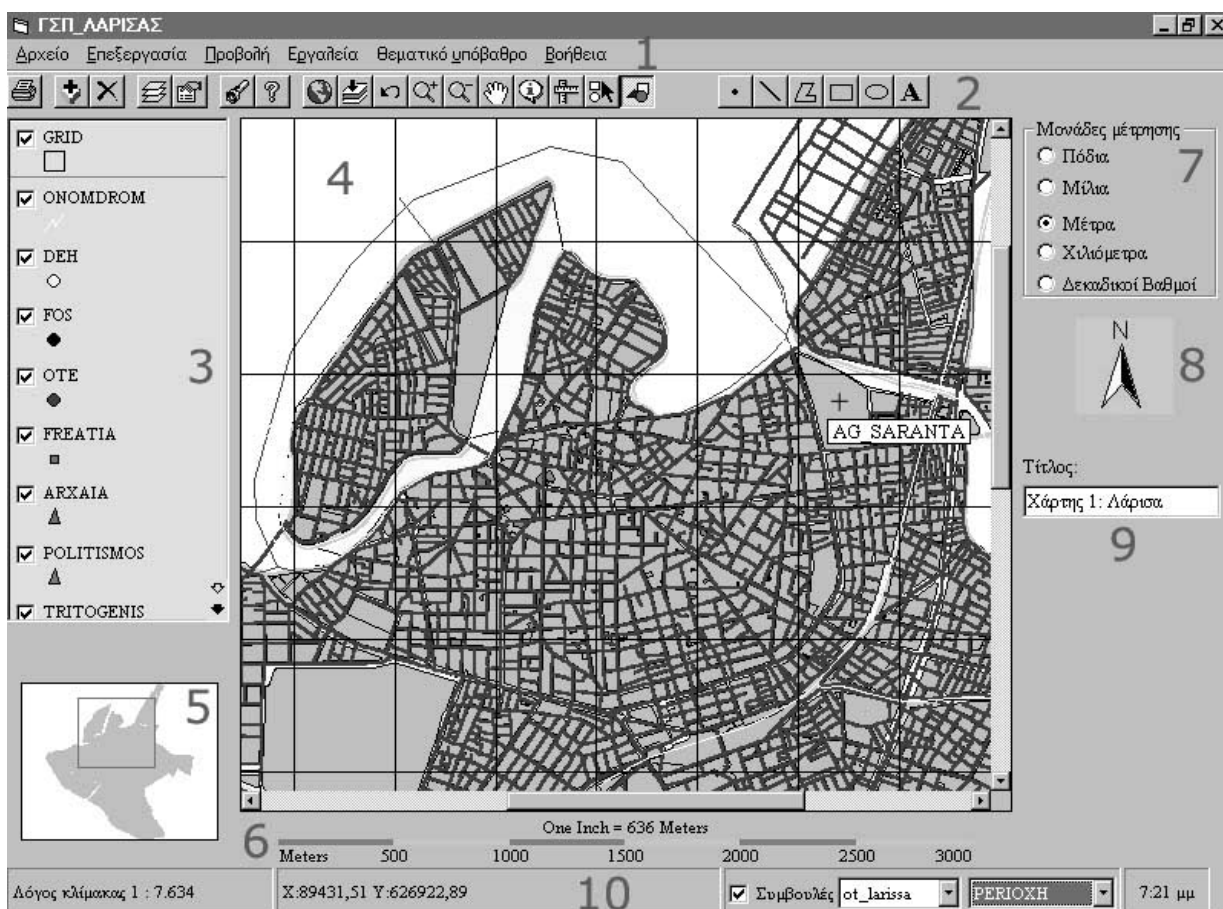 ΓΣΠ_ΛΑΡΙΣΑΣ
Αρχείο Επεξεργασία Προβολή Εργαλεία Θεματικό υπόβαθρο Βοήθεια 1
A 2
GRID
ONOMDROM
DEH
FOS
OTE
FREATIA
ARXAIA
POLITISMOS
TRITOGENIS
3
4
AG_SARANTA
Μονάδες μέτρησης
Πόδια
Μίλια
Μέτρα
Χιλιόμετρα
Δεκαδικοί Βαθμοί
7
N
8
Τίτλος:
Χάρτης 1: Λάρισα
9
5
One Inch = 636 Meters
6
Meters 500 1000 1500 2000 2500 3000
Λόγος κλίμακας 1 : 7.634 X:89431,51 Y:626922,89 10 Συμβουλές ot_larissa PERIOXH 7:21 μμ